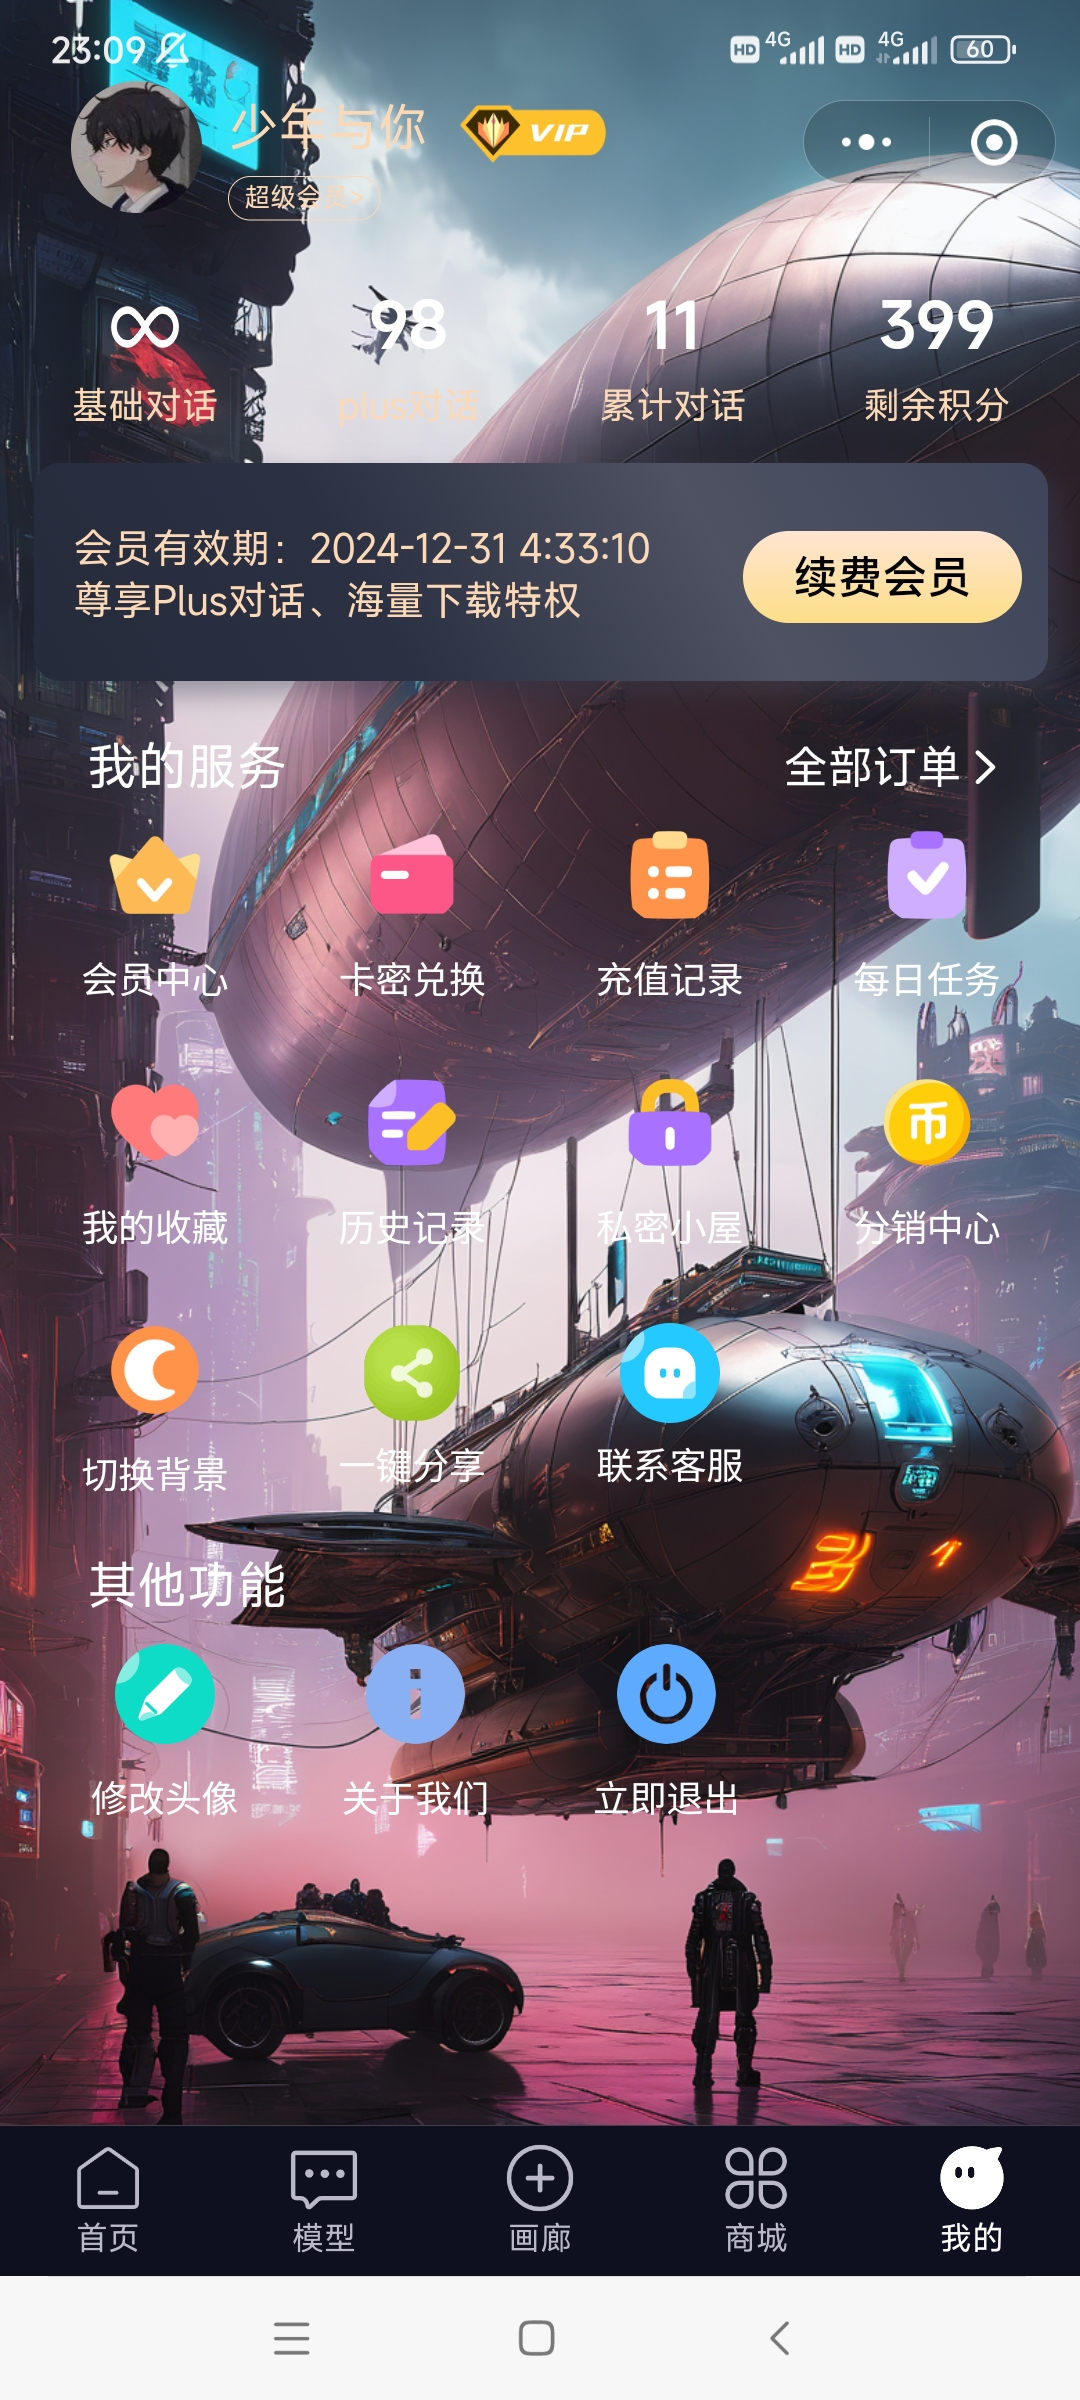 23:09 HD 4G HD 4G 60
少年与你 VIP
超级会员>
∞ 98 11 399
基础对话 plus对话 累计对话 剩余积分
会员有效期：2024-12-31 4:33:10
尊享Plus对话、海量下载特权
续费会员
我的服务 全部订单
会员中心 卡密兑换 充值记录 每日任务
币
我的收藏 历史记录 私密小屋 分销中心
切换背景 一键分享 联系客服
其他功能
修改头像 关于我们 立即退出
首页 模型 画廊 商城 我的